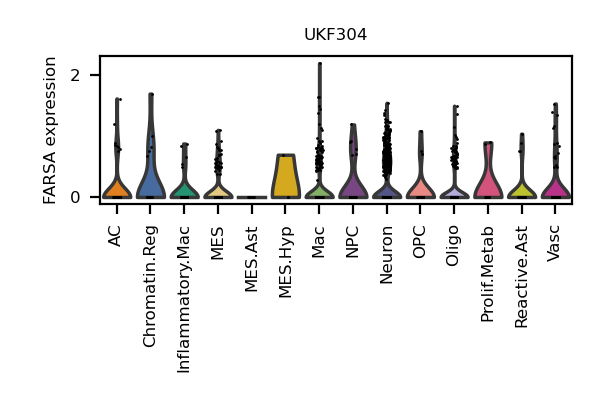 UKF304
FARSA expression
2
0
AC
Chromatin.Reg
Inflammatory.Mac
MES
MES.Ast
MES.Hyp
Mac
NPC
Neuron
OPC
Oligo
Prolif.Metab
Reactive.Ast
Vasc